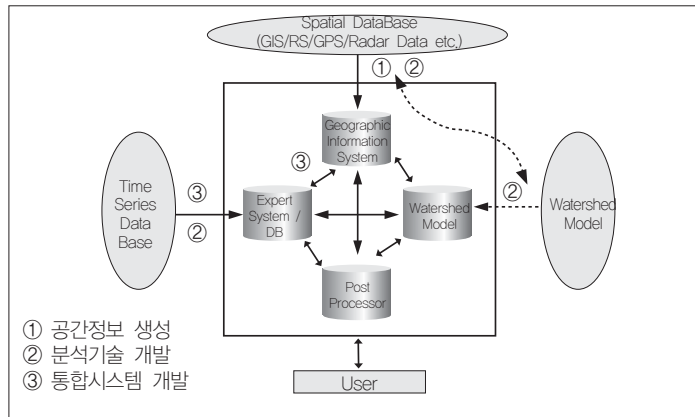 Spatial DataBase
(GIS/RS/GPS/Radar Data etc.)
① ②
Geographic
Information
System
③
Time
Series
Data
Base
③
②
Expert
System /
DB
Watershed
Model
②
Watershed
Model
Post
Processor
① 공간정보 생성
② 분석기술 개발
③ 통합시스템 개발
User